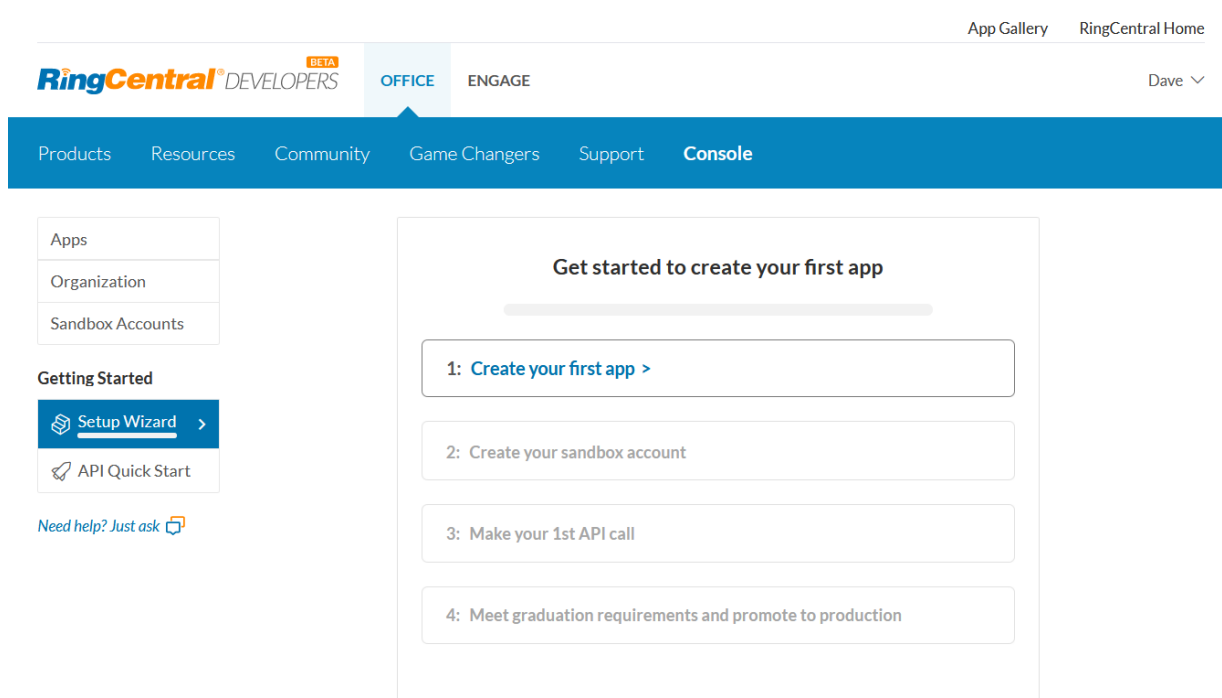 App Gallery RingCentral Home
RingCentral® DEVELOPERS BETA OFFICE ENGAGE Dave
Products Resources Community Game Changers Support Console
Apps
Organization
Sandbox Accounts
Getting Started
Setup Wizard
API Quick Start
Need help? Just ask
Get started to create your first app
1: Create your first app >
2: Create your sandbox account
3: Make your 1st API call
4: Meet graduation requirements and promote to production